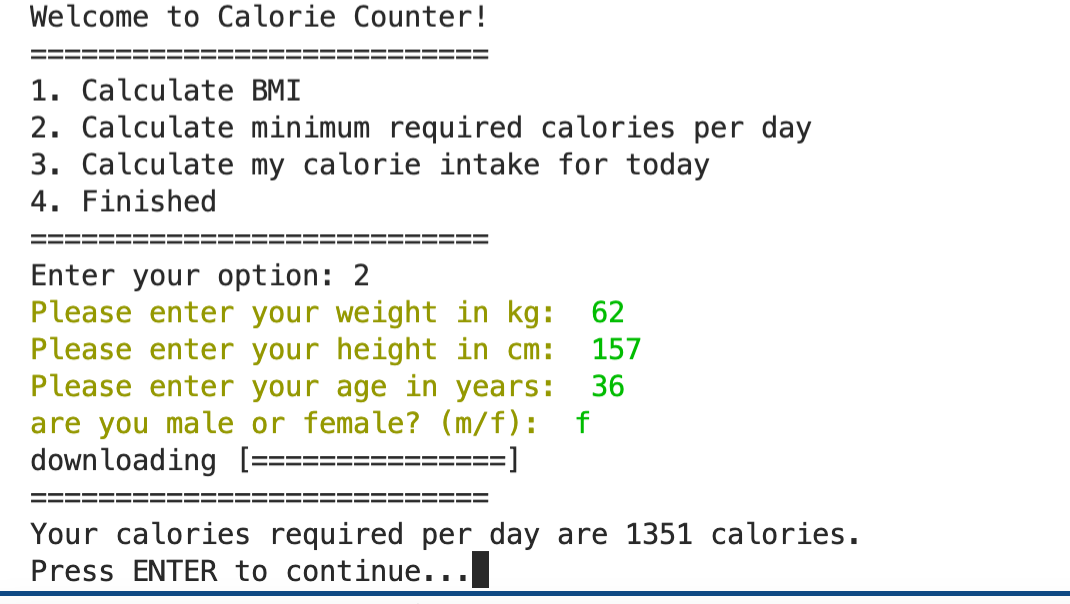 Welcome to Calorie Counter!
===========================
1. Calculate BMI
2. Calculate minimum required calories per day
3. Calculate my calorie intake for today
4. Finished
===========================
Enter your option: 2
Please enter your weight in kg:  62
Please enter your height in cm:  157
Please enter your age in years:  36
are you male or female? (m/f):  f
downloading [===============]
===========================
Your calories required per day are 1351 calories.
Press ENTER to continue...